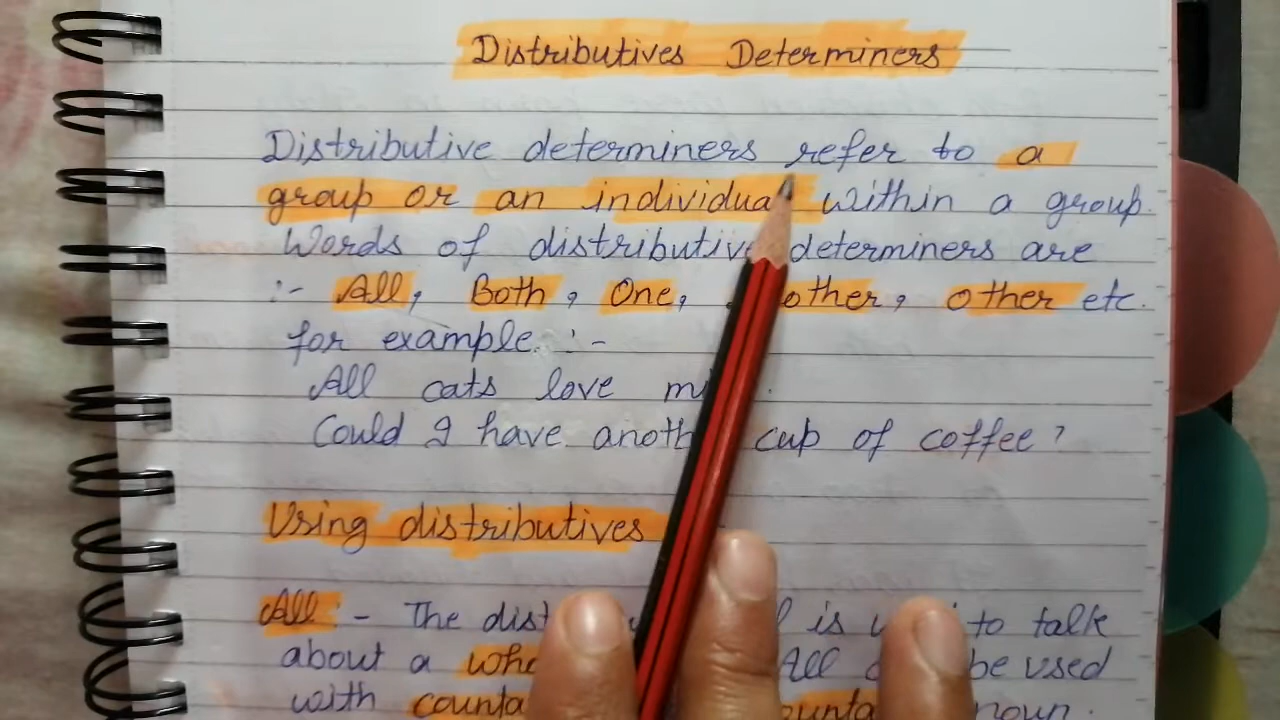 Distributives Determiners
Distributive determiners refer to a
group or an individual within a group.
Words of distributive determiners are
:- All, Both, One, other, other etc.
for example :-
All cats love
Could I have cup of coffee?
Using distributives
All :- The is to talk
about a All be used
with noun.